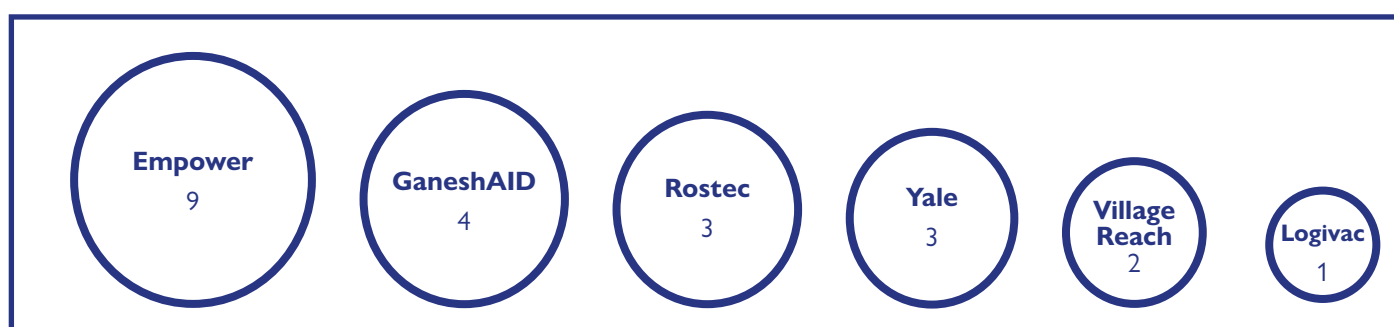 Empower
9
GaneshAID
4
Rostec
3
Yale
3
Village
Reach
2
Logivac
1